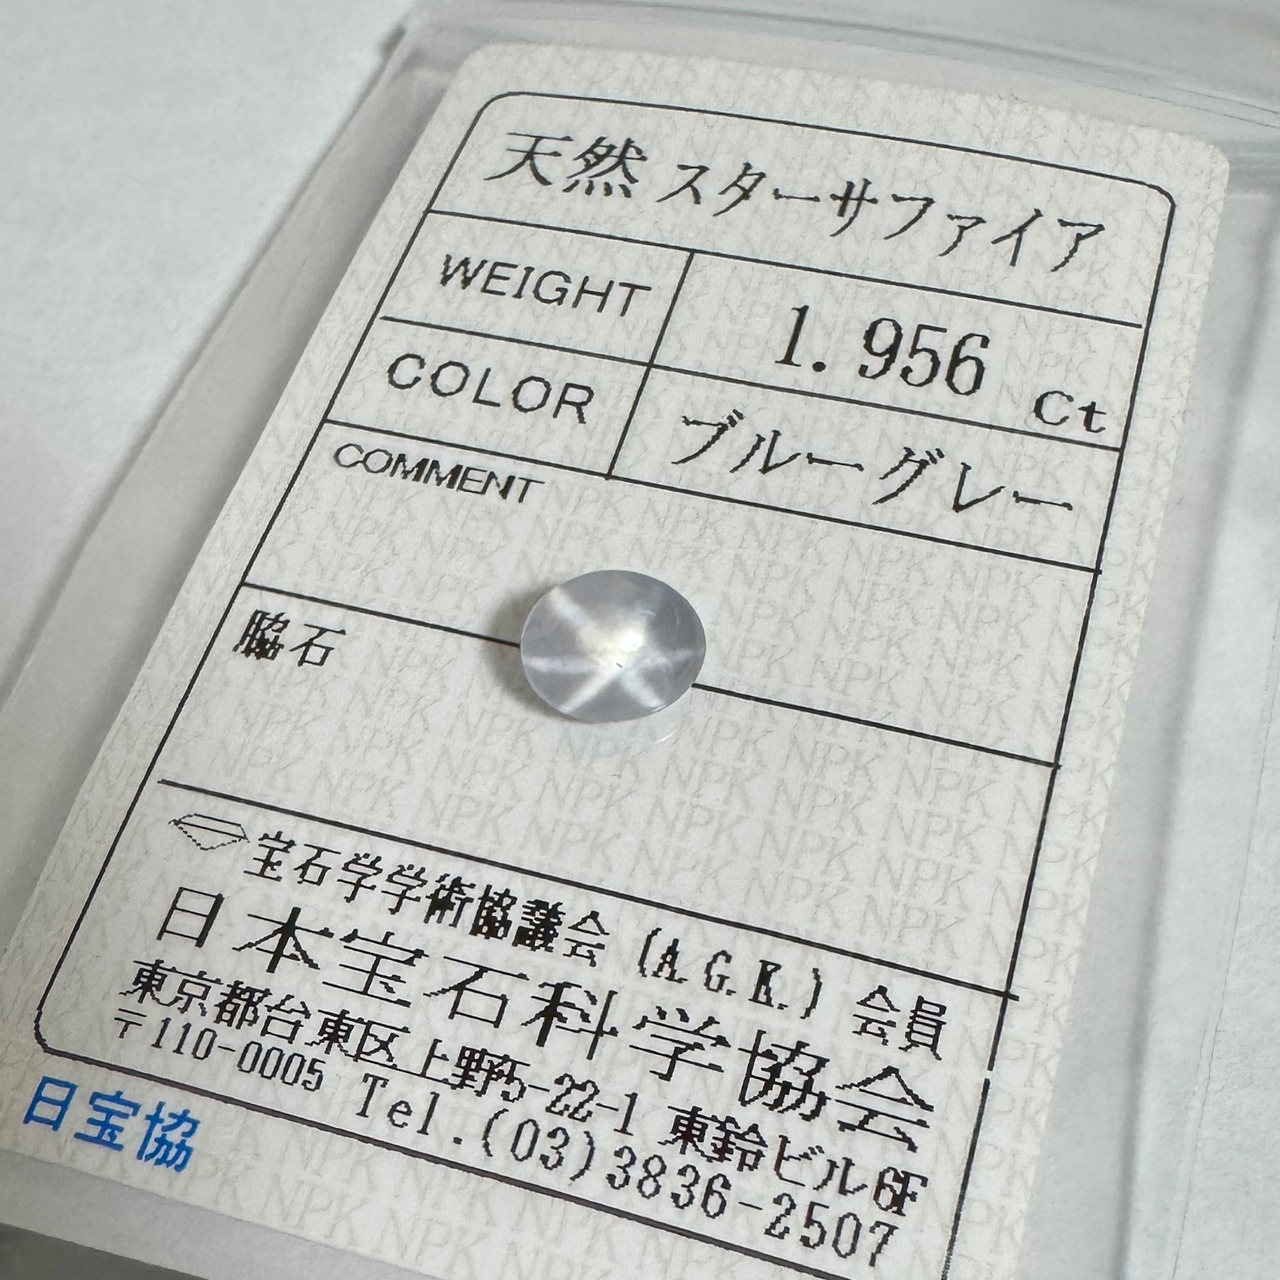 天然 スターサファイア
WEIGHT 1.956 ct
COLOR ブルーグレー
COMMENT
脇石
宝石学学術協議会 (A.G.K.) 会員
日本宝石科学協会
東京都台東区上野5-22-1 東鈴ビル6F
〒110-0005 Tel.(03)3836-2507
日宝協